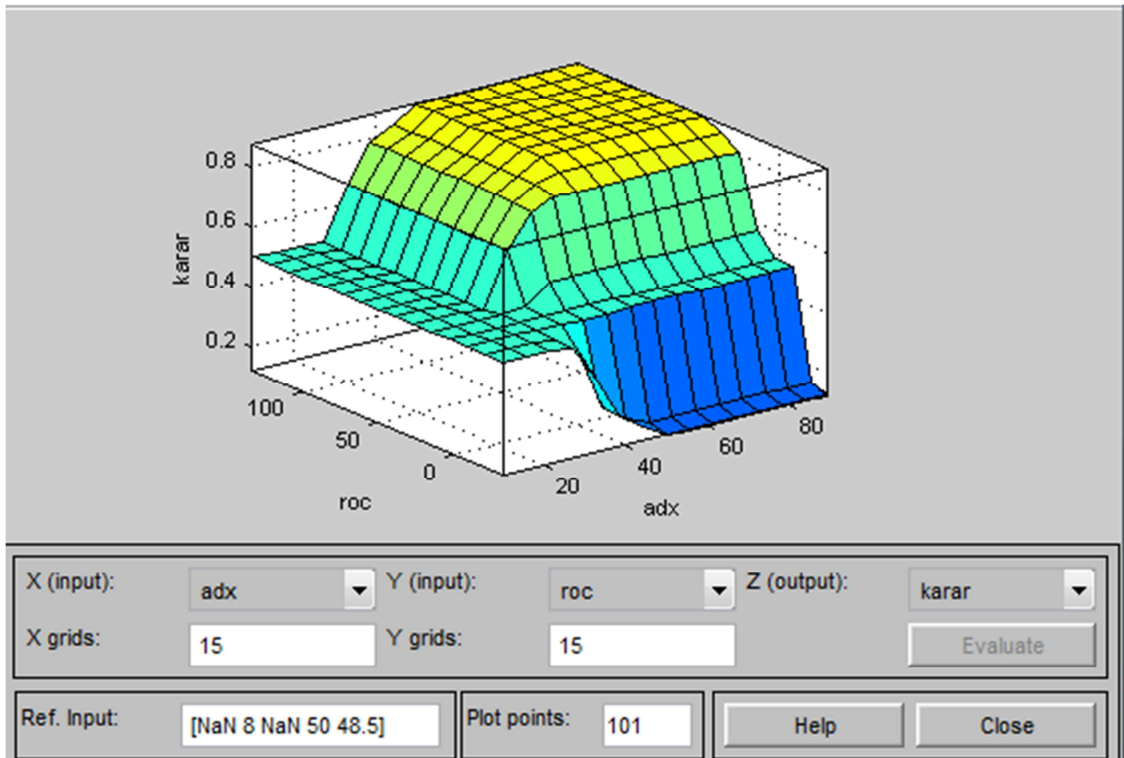 0.8
0.6
0.4
0.2
karar
100
50
0
roc
20
40
60
80
adx
X (input): adx Y (input): roc Z (output): karar
X grids: 15 Y grids: 15 Evaluate
Ref. Input: [NaN 8 NaN 50 48.5] Plot points: 101 Help Close